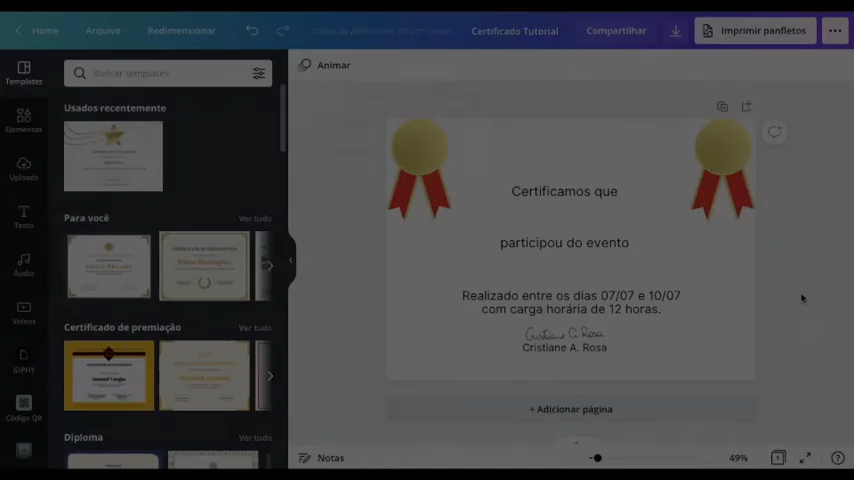 Home Arquivo Redimensionar Certificado Tutorial Compartilhar Imprimir panfletos
Templates
Elementos
Uploads
Texto
Áudio
Vídeos
GIPHY
Código QR
Buscar templates
Usados recentemente
Para você Ver tudo
Certificado de premiação Ver tudo
Diploma Ver tudo
Animar
Certificamos que
participou do evento
Realizado entre os dias 07/07 e 10/07
com carga horária de 12 horas.
Cristiane A. Rosa
+ Adicionar página
Notas 49% 1